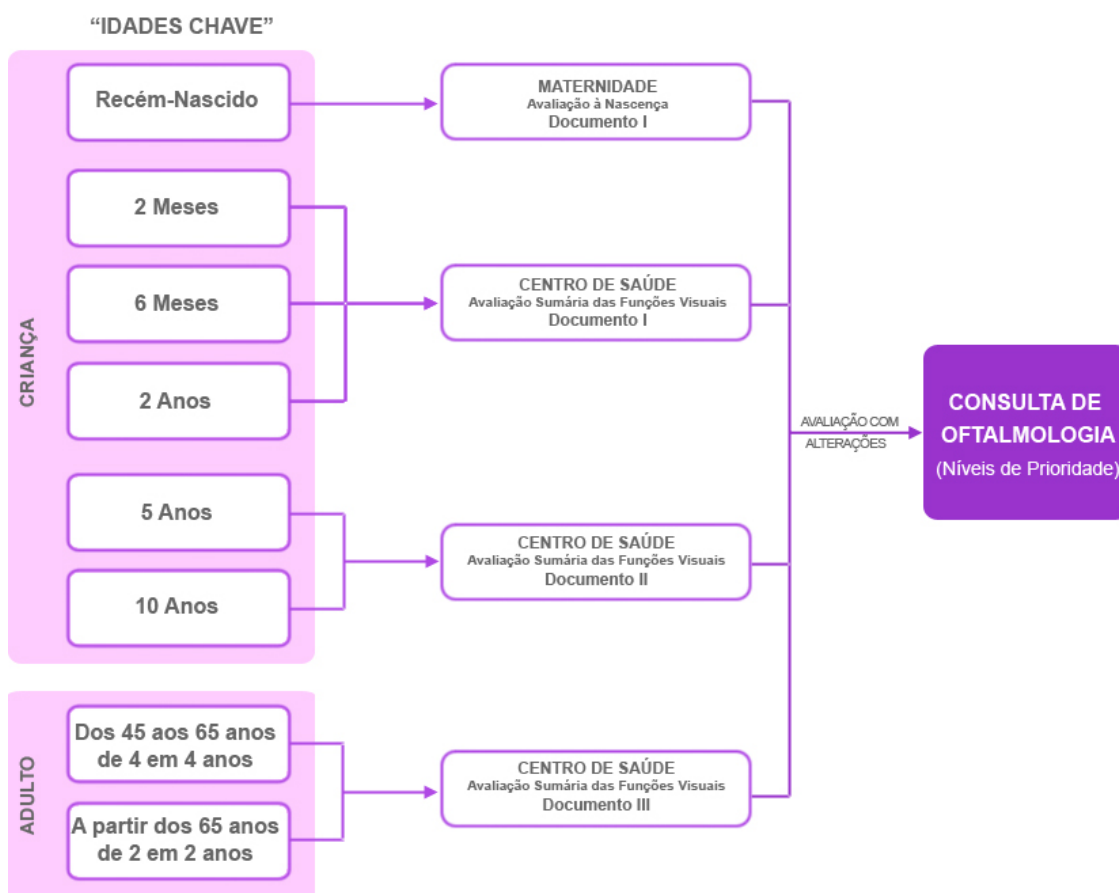 “IDADES CHAVE”
CRIANÇA
Recém-Nascido
2 Meses
6 Meses
2 Anos
5 Anos
10 Anos
ADULTO
Dos 45 aos 65 anos
de 4 em 4 anos
A partir dos 65 anos
de 2 em 2 anos
MATERNIDADE
Avaliação à Nascença
Documento I
CENTRO DE SAÚDE
Avaliação Sumária das Funções Visuais
Documento I
CENTRO DE SAÚDE
Avaliação Sumária das Funções Visuais
Documento II
CENTRO DE SAÚDE
Avaliação Sumária das Funções Visuais
Documento III
AVALIAÇÃO COM
ALTERAÇÕES
CONSULTA DE
OFTALMOLOGIA
(Níveis de Prioridade)